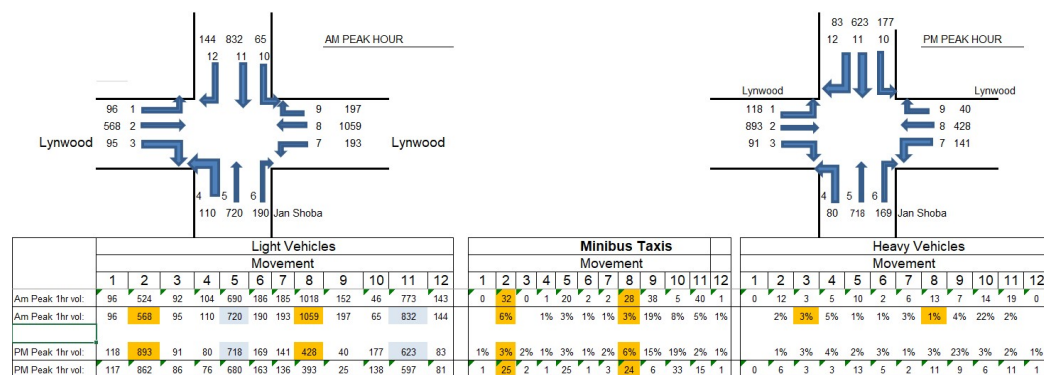 144 832 65 AM PEAK HOUR
12 11 10
96 1 9 197
568 2 8 1059
Lynwood 95 3 7 193 Lynwood
4 5 6
110 720 190 Jan Shoba
83 623 177
12 11 10 PM PEAK HOUR
Lynwood Lynwood
118 1 9 40
893 2 8 428
91 3 7 141
4 5 6
80 718 169 Jan Shoba
Light Vehicles Minibus Taxis Heavy Vehicles
Movement Movement Movement
1 2 3 4 5 6 7 8 9 10 11 12 1 2 3 4 5 6 7 8 9 10 11 12 1 2 3 4 5 6 7 8 9 10 11 12
Am Peak 1hr vol: 96 524 92 104 690 186 185 1018 152 46 773 143 0 32 0 1 20 2 2 28 38 5 40 1 0 12 3 5 10 2 6 13 7 14 19 0
Am Peak 1hr vol: 96 568 95 110 720 190 193 1059 197 65 832 144 6% 1% 3% 1% 1% 3% 19% 8% 5% 1% 2% 3% 5% 1% 1% 3% 1% 4% 22% 2%
PM Peak 1hr vol: 118 893 91 80 718 169 141 428 40 177 623 83 1% 3% 2% 1% 3% 1% 2% 6% 15% 19% 2% 1% 1% 3% 4% 2% 3% 1% 3% 23% 3% 2% 1%
PM Peak 1hr vol: 117 862 86 76 680 163 136 393 25 138 597 81 1 25 2 1 25 1 3 24 6 33 15 1 0 6 3 3 13 5 2 11 9 6 11 1